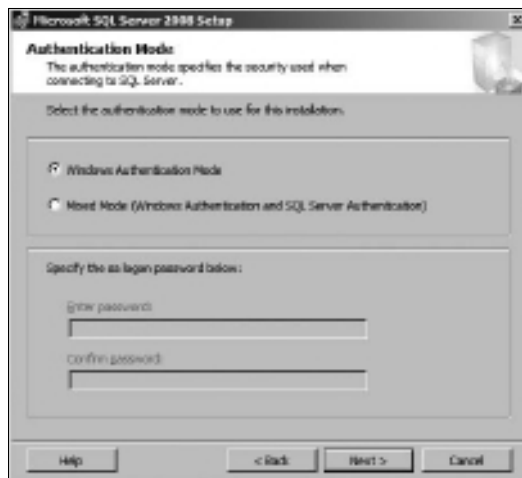 Microsoft SQL Server 2008 Setup
Authentication Mode
The authentication mode specifies the security used when
connecting to SQL Server.
Select the authentication mode to use for this installation.
Windows Authentication Mode
Mixed Mode (Windows Authentication and SQL Server Authentication)
Specify the sa logon password below:
Enter password:
Confirm password:
Help
< Back
Next >
Cancel